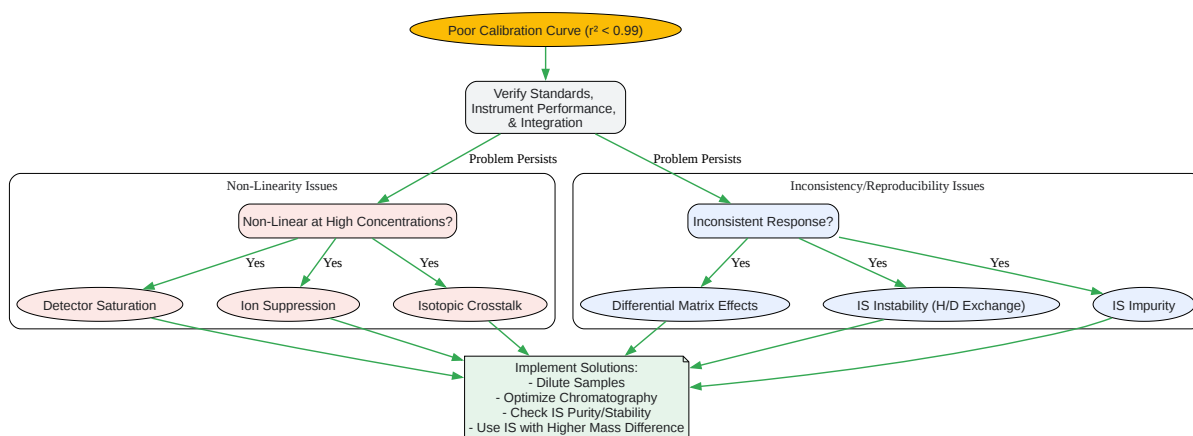 Poor Calibration Curve (r² < 0.99)
Verify Standards,
Instrument Performance,
& Integration
Problem Persists
Problem Persists
Non-Linearity Issues
Inconsistency/Reproducibility Issues
Non-Linear at High Concentrations?
Inconsistent Response?
Yes
Yes
Yes
Yes
Yes
Yes
Detector Saturation
Ion Suppression
Isotopic Crosstalk
Differential Matrix Effects
IS Instability (H/D Exchange)
IS Impurity
Implement Solutions:
- Dilute Samples
- Optimize Chromatography
- Check IS Purity/Stability
- Use IS with Higher Mass Difference